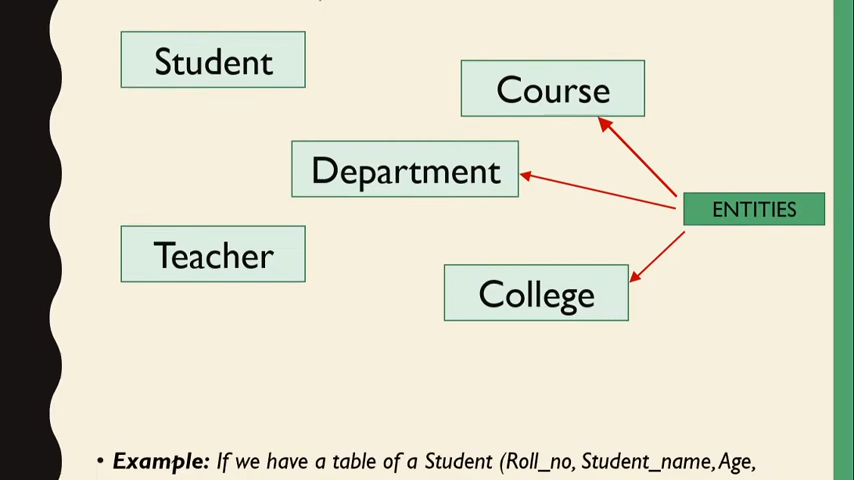 Student
Course
Department
ENTITIES
Teacher
College
• Example: If we have a table of a Student (Roll_no, Student_name, Age,